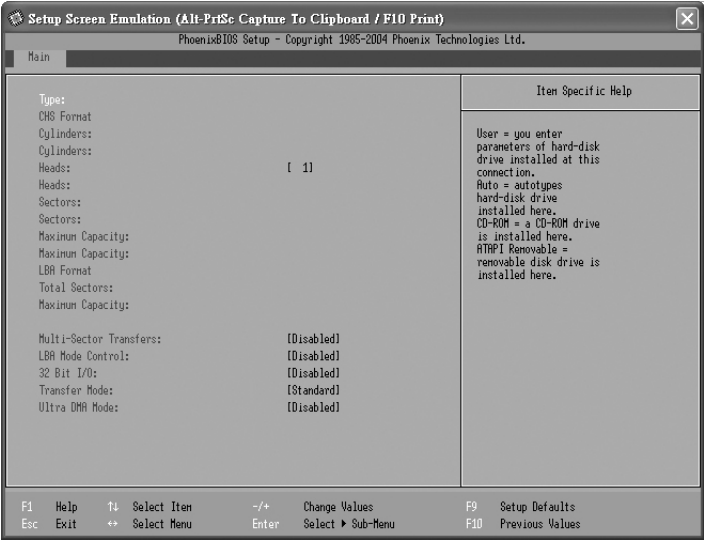 Setup Screen Emulation (Alt-PrtSc Capture To Clipboard / F10 Print)
PhoenixBIOS Setup - Copyright 1985-2004 Phoenix Technologies Ltd.
Main
Type:
CHS Format
Cylinders:
Cylinders:
Heads: [ 1]
Heads:
Sectors:
Sectors:
Maximum Capacity:
Maximum Capacity:
LBA Format
Total Sectors:
Maximum Capacity:
Multi-Sector Transfers: [Disabled]
LBA Mode Control: [Disabled]
32 Bit I/O: [Disabled]
Transfer Mode: [Standard]
Ultra DMA Mode: [Disabled]
Item Specific Help
User = you enter
parameters of hard-disk
drive installed at this
connection.
Auto = autotypes
hard-disk drive
installed here.
CD-ROM = a CD-ROM drive
is installed here.
ATAPI Removable =
removable disk drive is
installed here.
F1 Help ↑↓ Select Item -/+ Change Values F9 Setup Defaults
Esc Exit ↔ Select Menu Enter Select ▶ Sub-Menu F10 Previous Values